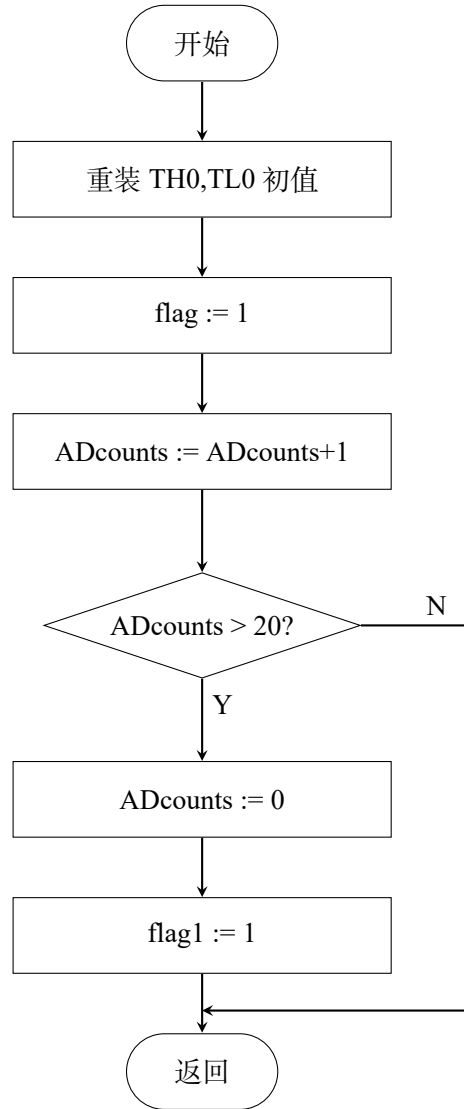 开始
重装 TH0,TL0 初值
flag := 1
ADcounts := ADcounts+1
ADcounts > 20?
N
Y
ADcounts := 0
flag1 := 1
返回